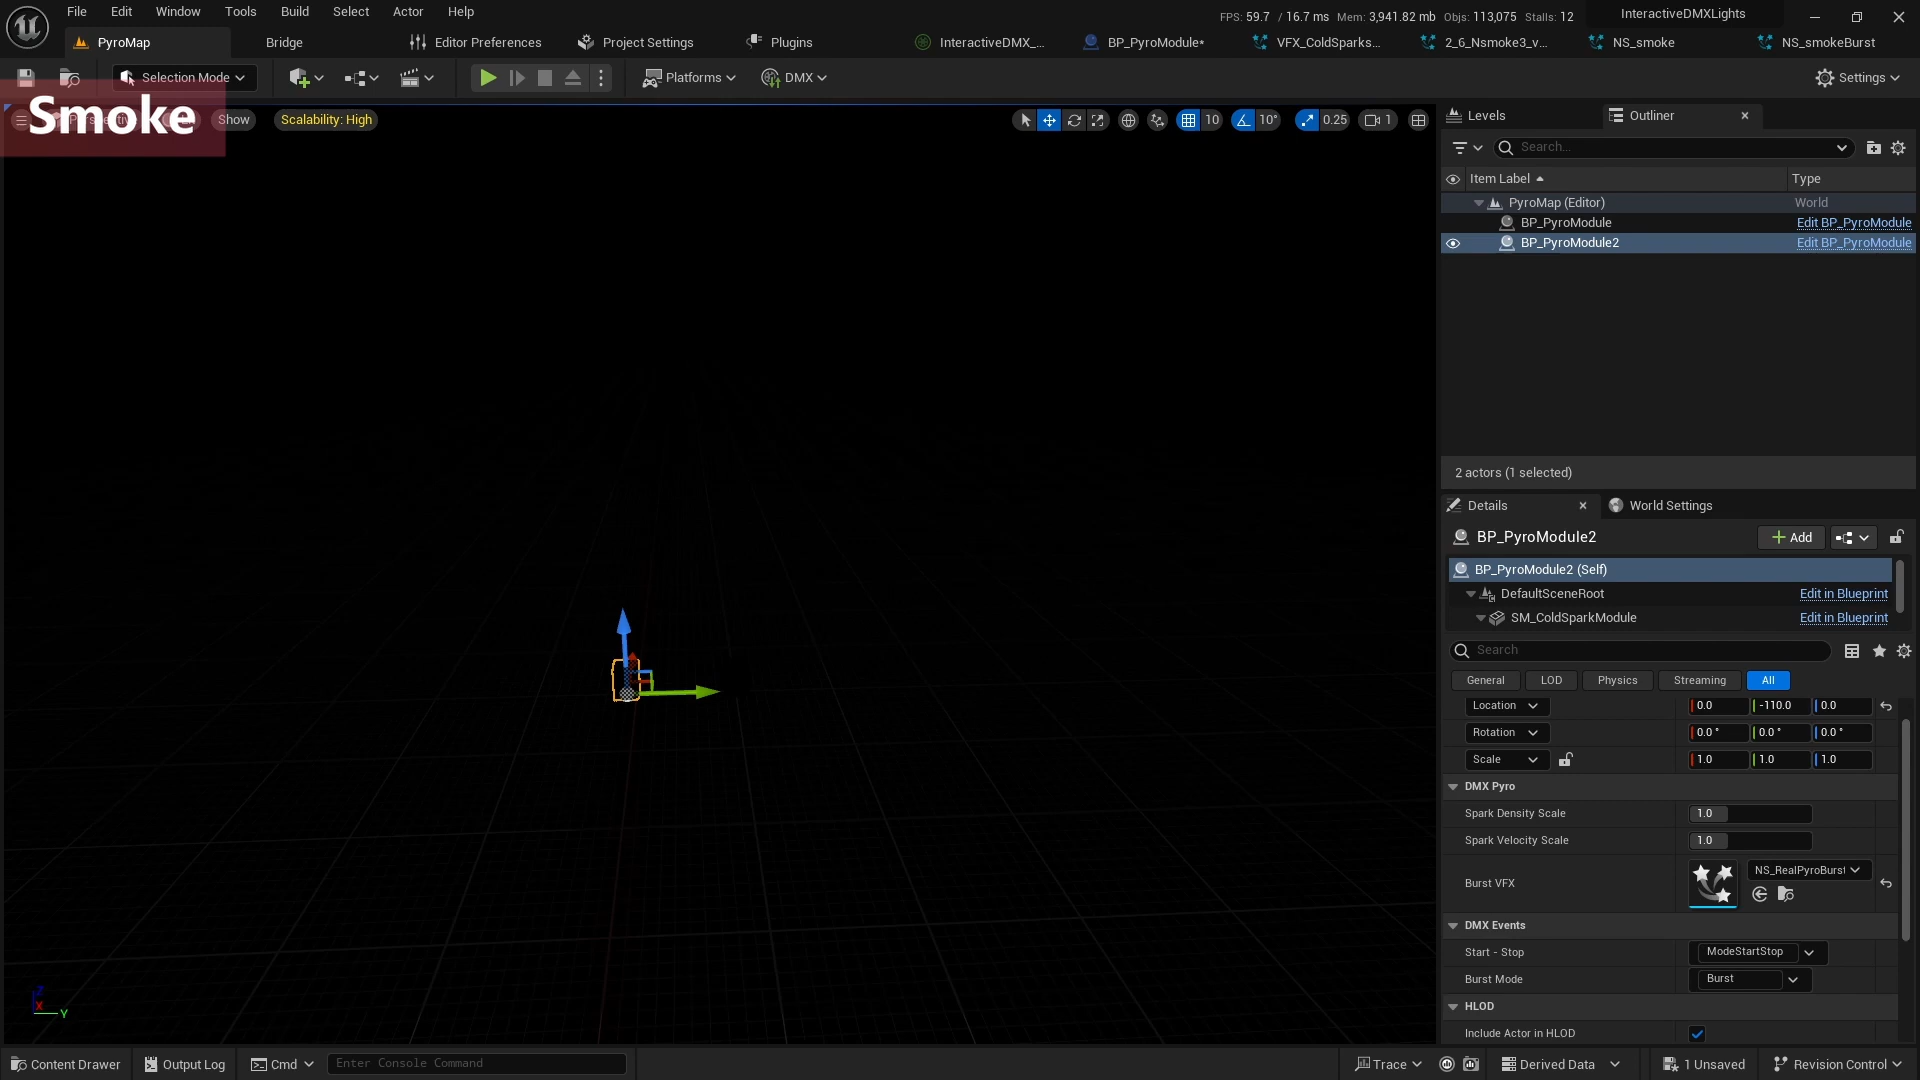 File Edit Window Tools Build Select Actor Help
FPS: 59.7 / 16.7 ms Mem: 3,941.82 mb Objs: 113,075 Stalls: 12
InteractiveDMXLights
PyroMap
Bridge
Editor Preferences
Project Settings
Plugins
InteractiveDMX_...
BP_PyroModule*
VFX_ColdSparks...
2_6_Nsmoke3_v...
NS_smoke
NS_smokeBurst
Selection Mode
Platforms
DMX
Settings
Smoke
Show
Scalability: High
10
10°
0.25
1
Levels
Outliner
Search...
Item Label
Type
PyroMap (Editor)
World
BP_PyroModule
Edit BP_PyroModule
BP_PyroModule2
Edit BP_PyroModule
2 actors (1 selected)
Details
World Settings
BP_PyroModule2
Add
BP_PyroModule2 (Self)
DefaultSceneRoot
Edit in Blueprint
SM_ColdSparkModule
Edit in Blueprint
Search
General
LOD
Physics
Streaming
All
Location
0.0
-110.0
0.0
Rotation
0.0 °
0.0 °
0.0 °
Scale
1.0
1.0
1.0
DMX Pyro
Spark Density Scale
1.0
Spark Velocity Scale
1.0
Burst VFX
NS_RealPyroBurst
DMX Events
Start - Stop
ModeStartStop
Burst Mode
Burst
HLOD
Include Actor in HLOD
Z
X
Y
Content Drawer
Output Log
Cmd
Enter Console Command
Trace
Derived Data
1 Unsaved
Revision Control